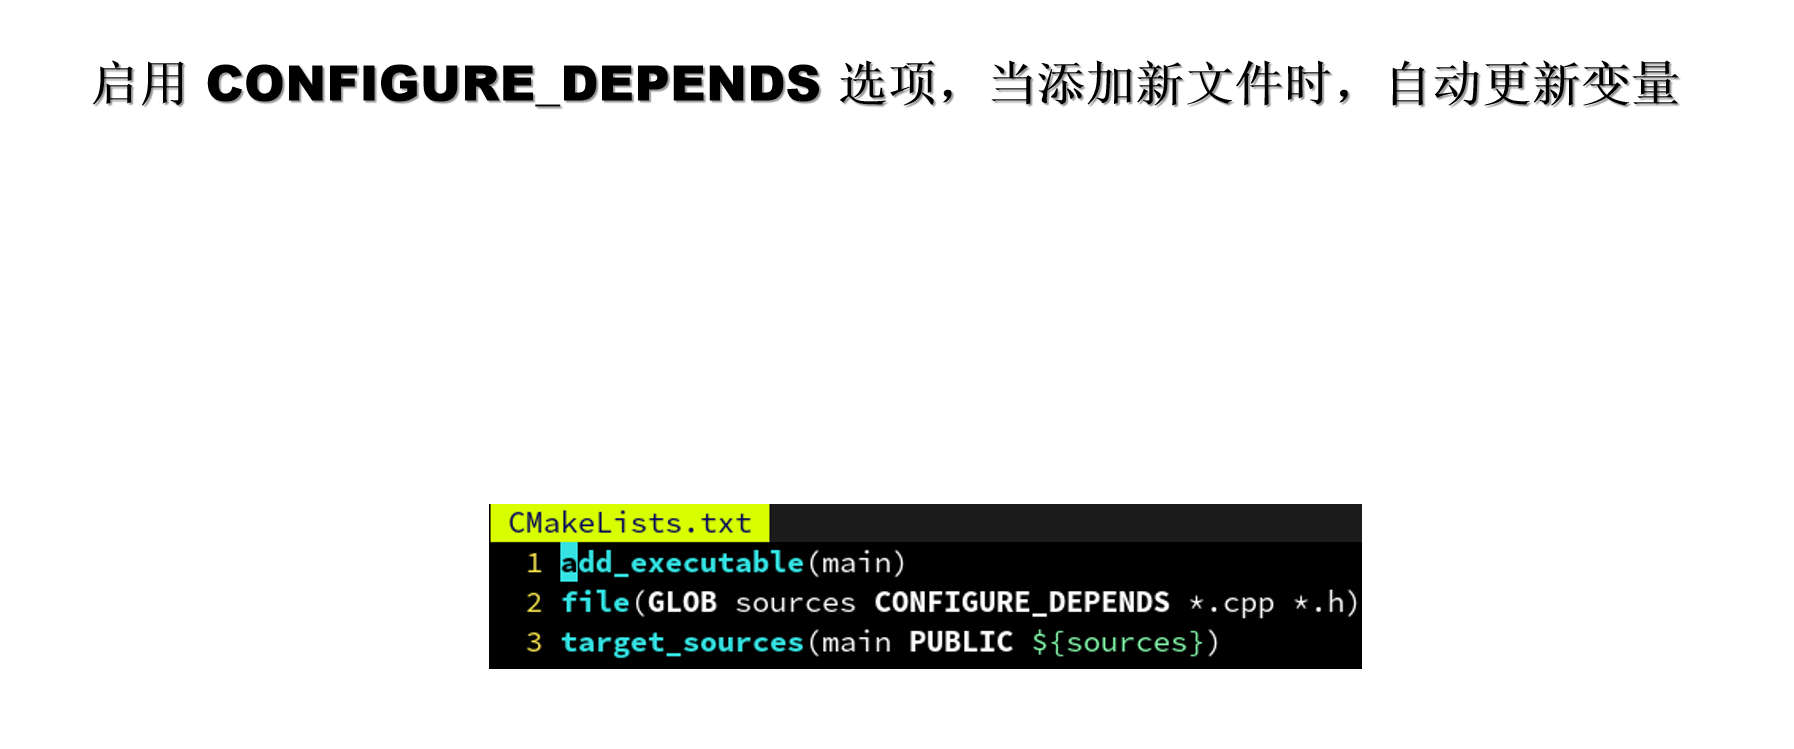 启用 CONFIGURE_DEPENDS 选项，当添加新文件时，自动更新变量
CMakeLists.txt
1 add_executable(main)
2 file(GLOB sources CONFIGURE_DEPENDS *.cpp *.h)
3 target_sources(main PUBLIC ${sources})